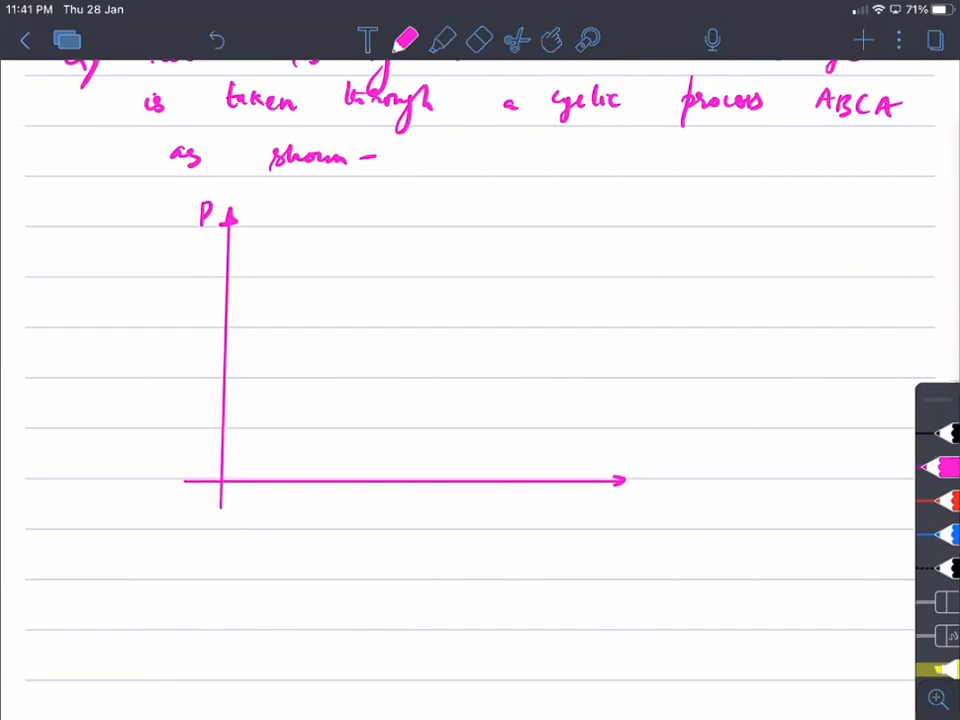 11:41 PM Thu 28 Jan 71%
T
is taken through a cyclic process ABCA
as shown -
P